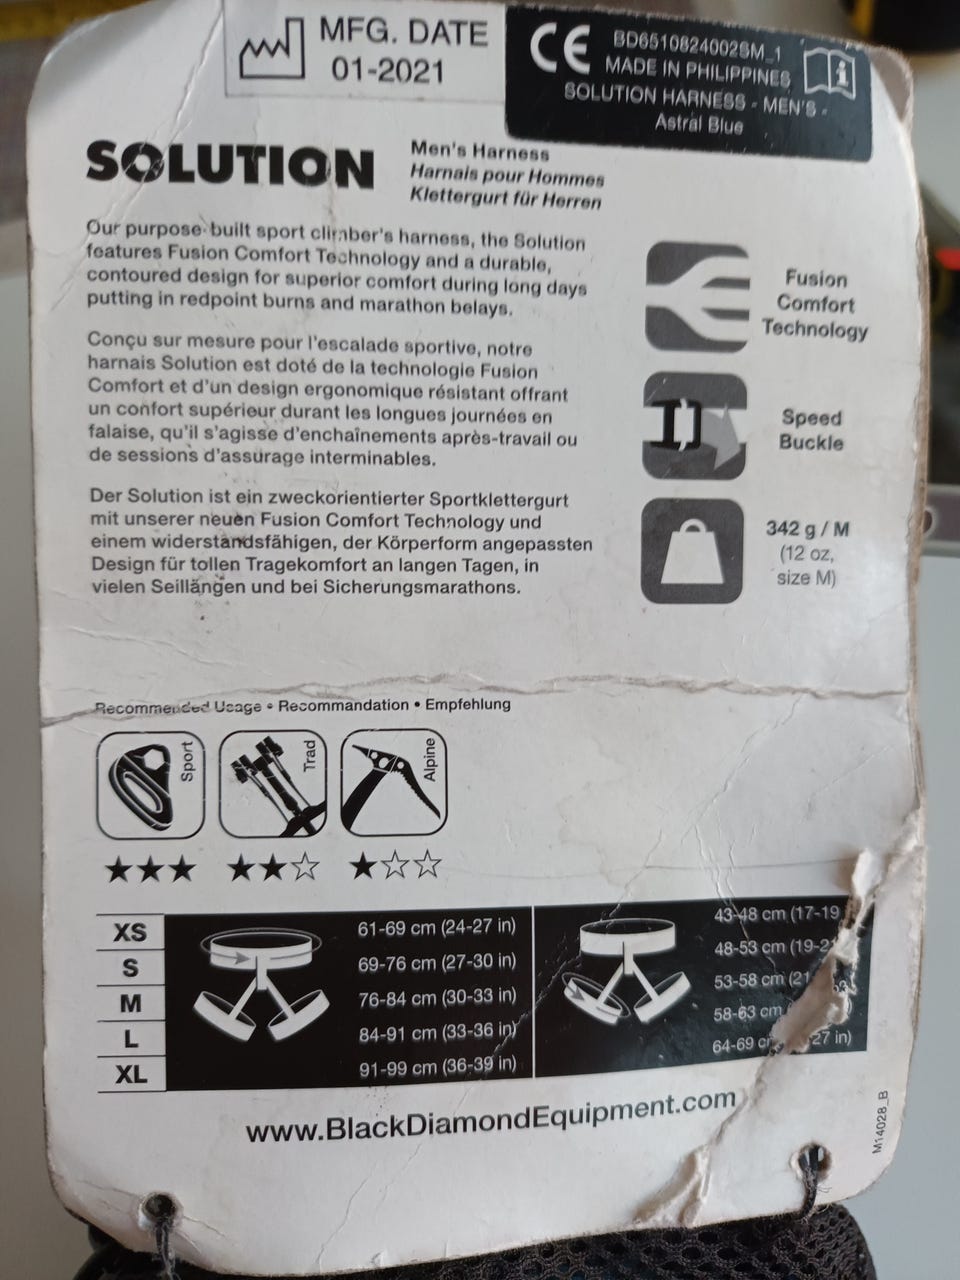 MFG. DATE
01-2021
CE
BD6510824002SM_1
MADE IN PHILIPPINES
SOLUTION HARNESS - MEN'S -
Astral Blue
SOLUTION
Men's Harness
Harnais pour Hommes
Klettergurt für Herren
Our purpose-built sport climber's harness, the Solution
features Fusion Comfort Technology and a durable,
contoured design for superior comfort during long days
putting in redpoint burns and marathon belays.
Conçu sur mesure pour l'escalade sportive, notre
harnais Solution est doté de la technologie Fusion
Comfort et d'un design ergonomique résistant offrant
un confort supérieur durant les longues journées en
falaise, qu'il s'agisse d'enchaînements après-travail ou
de sessions d'assurage interminables.
Der Solution ist ein zweckorientierter Sportklettergurt
mit unserer neuen Fusion Comfort Technology und
einem widerstandsfähigen, der Körperform angepassten
Design für tollen Tragekomfort an langen Tagen, in
vielen Seillängen und bei Sicherungsmarathons.
Fusion
Comfort
Technology
Speed
Buckle
342 g / M
(12 oz,
size M)
Recommended Usage • Recommandation • Empfehlung
Sport
Trad
Alpine
XS
S
M
L
XL
61-69 cm (24-27 in)
69-76 cm (27-30 in)
76-84 cm (30-33 in)
84-91 cm (33-36 in)
91-99 cm (36-39 in)
43-48 cm (17-19
48-53 cm (19-2
53-58 cm (21
58-63 cm
64-69 27 in)
www.BlackDiamondEquipment.com
M14028_B